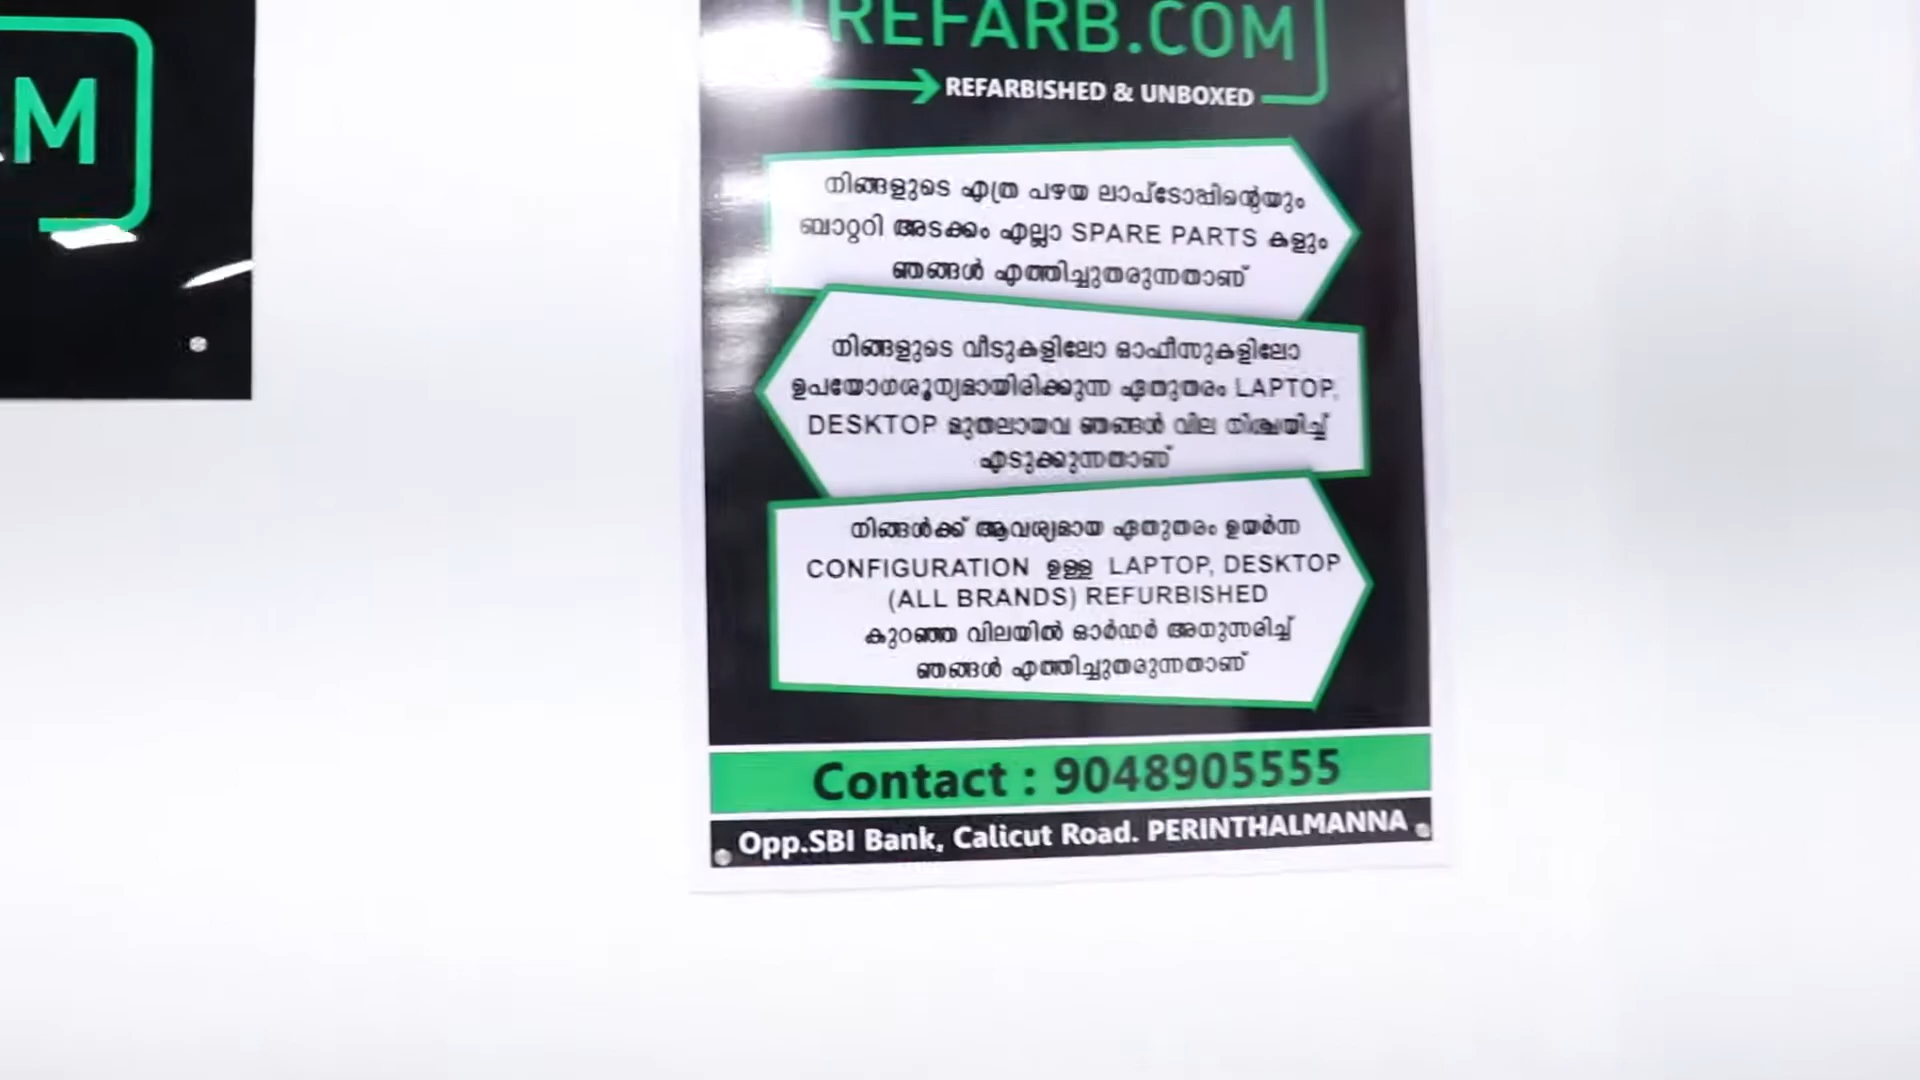 M
REFARB.COM
REFARBISHED & UNBOXED
നിങ്ങളുടെ എത്ര പഴയ ലാപ്ടോപ്പിന്റെയും
ബാറ്ററി അടക്കം എല്ലാ SPARE PARTS കളും
ഞങ്ങൾ എത്തിച്ചുതരുന്നതാണ്
നിങ്ങളുടെ വീടുകളിലോ ഓഫീസുകളിലോ
ഉപയോഗശൂന്യമായിരിക്കുന്ന ഏതുതരം LAPTOP,
DESKTOP മുതലായവ ഞങ്ങൾ വില നിശ്ചയിച്ച്
എടുക്കുന്നതാണ്
നിങ്ങൾക്ക് ആവശ്യമായ ഏതുതരം ഉയർന്ന
CONFIGURATION ഉള്ള LAPTOP, DESKTOP
(ALL BRANDS) REFURBISHED
കുറഞ്ഞ വിലയിൽ ഓർഡർ അനുസരിച്ച്
ഞങ്ങൾ എത്തിച്ചുതരുന്നതാണ്
Contact : 9048905555
Opp.SBI Bank, Calicut Road. PERINTHALMANNA